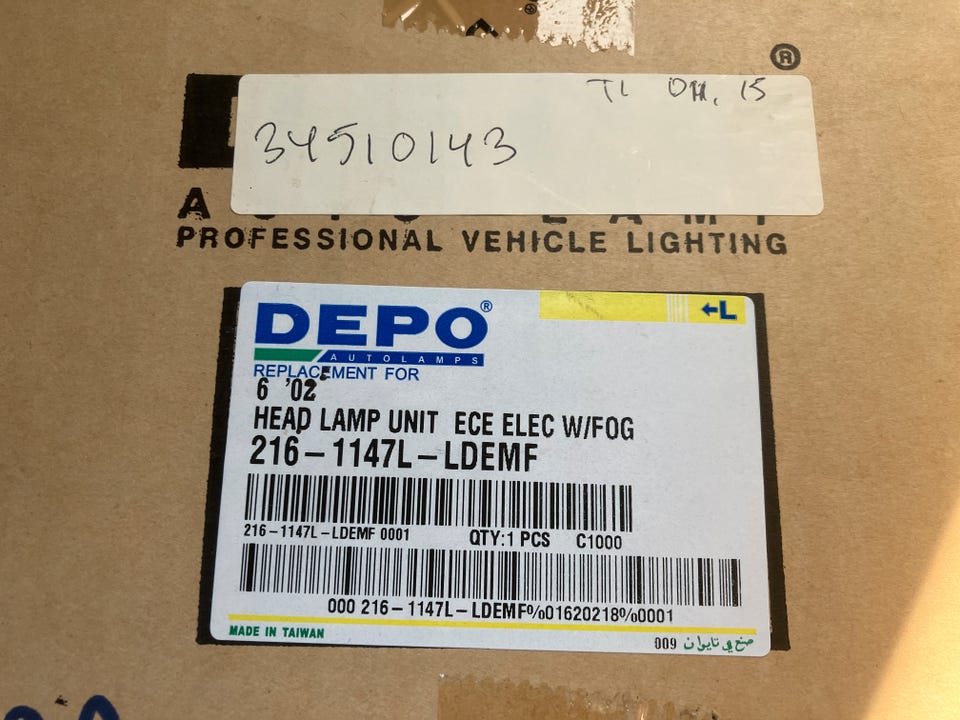 ®
TL OH. 15
34510143
PROFESSIONAL VEHICLE LIGHTING
DEPO®
←L
AUTOLAMPS
REPLACEMENT FOR
6 '02
HEAD LAMP UNIT ECE ELEC W/FOG
216-1147L-LDEMF
216-1147L-LDEMF 0001 QTY:1 PCS C1000
000 216-1147L-LDEMF%01620218%0001
MADE IN TAIWAN
009 صنع في تايوان